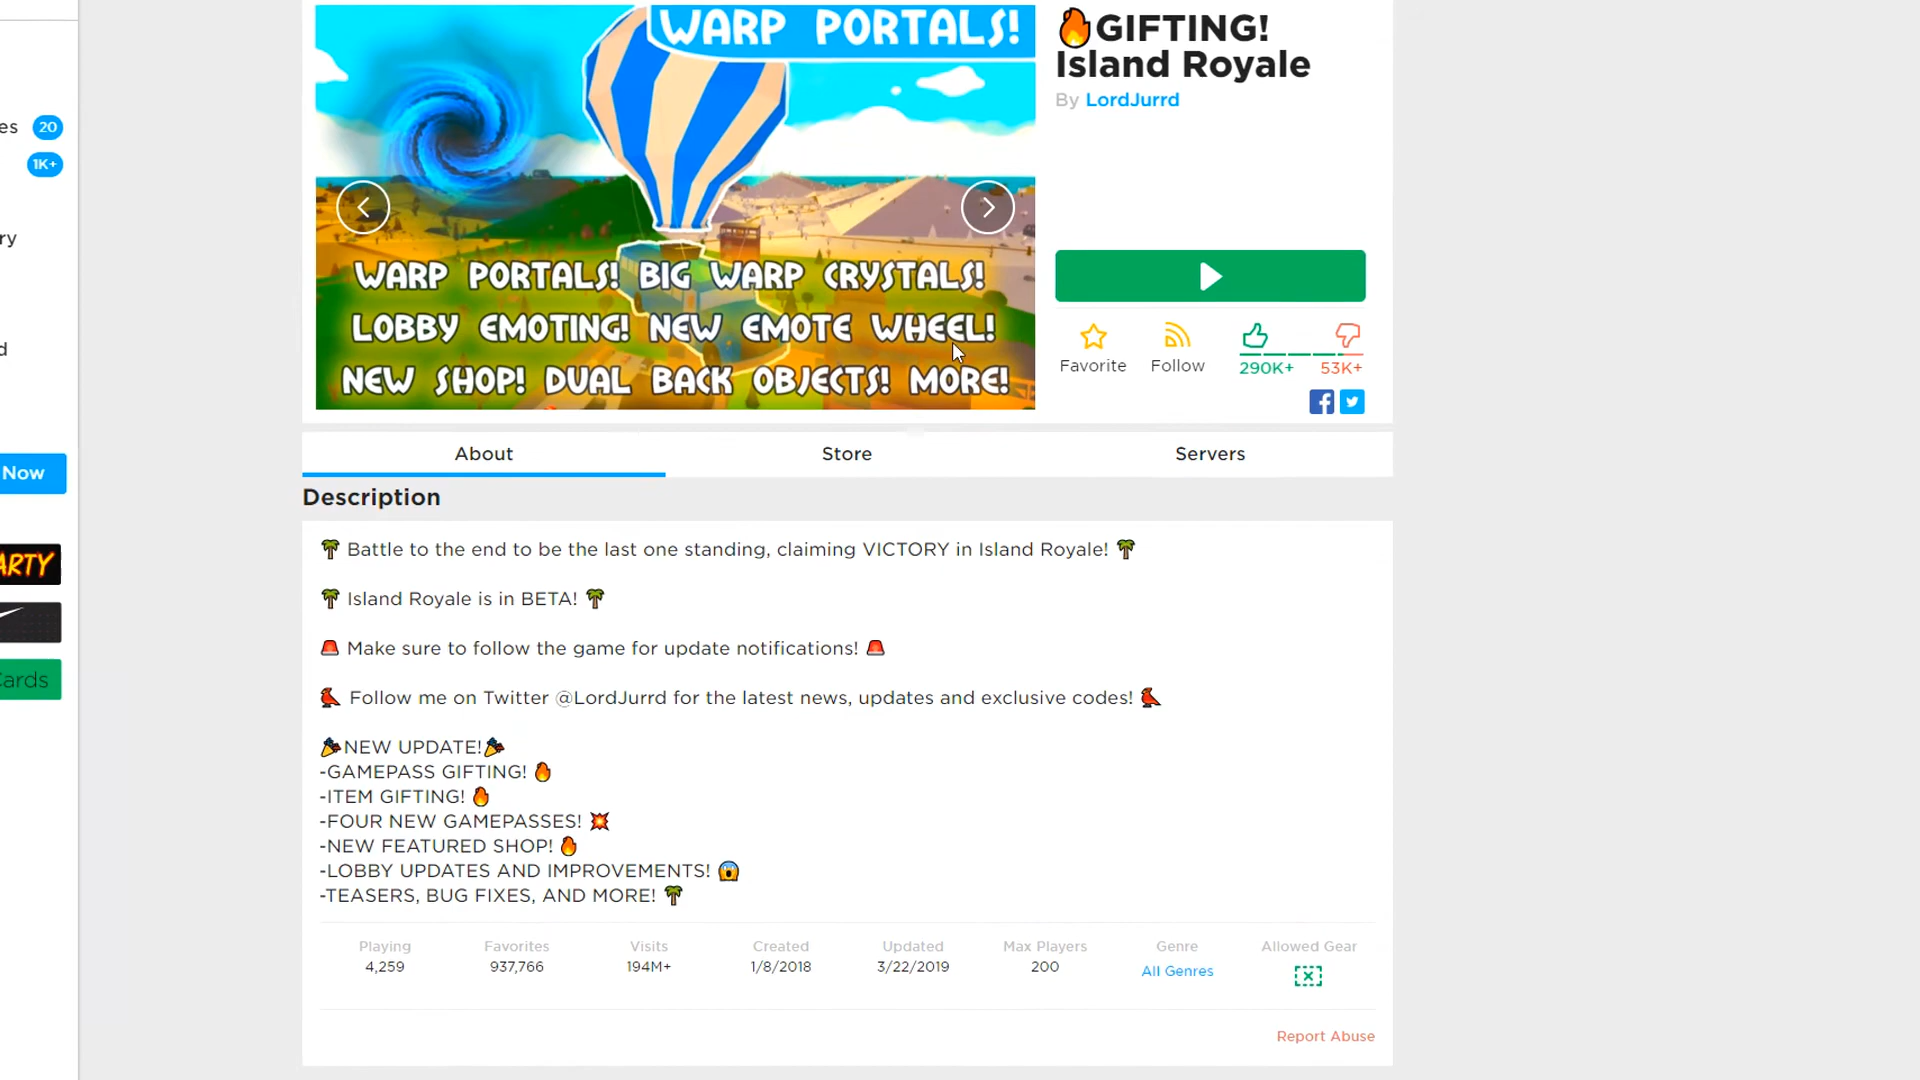 WARP PORTALS!
WARP PORTALS! BIG WARP CRYSTALS!
LOBBY EMOTING! NEW EMOTE WHEEL!
NEW SHOP! DUAL BACK OBJECTS! MORE!
GIFTING!
Island Royale
By LordJurrd
Favorite
Follow
290K+
53K+
es 20
1K+
ry
d
Now
ARTY
Cards
About
Store
Servers
Description
Battle to the end to be the last one standing, claiming VICTORY in Island Royale!
Island Royale is in BETA!
Make sure to follow the game for update notifications!
Follow me on Twitter @LordJurrd for the latest news, updates and exclusive codes!
NEW UPDATE!
-GAMEPASS GIFTING!
-ITEM GIFTING!
-FOUR NEW GAMEPASSES!
-NEW FEATURED SHOP!
-LOBBY UPDATES AND IMPROVEMENTS!
-TEASERS, BUG FIXES, AND MORE!
Playing
4,259
Favorites
937,766
Visits
194M+
Created
1/8/2018
Updated
3/22/2019
Max Players
200
Genre
All Genres
Allowed Gear
Report Abuse